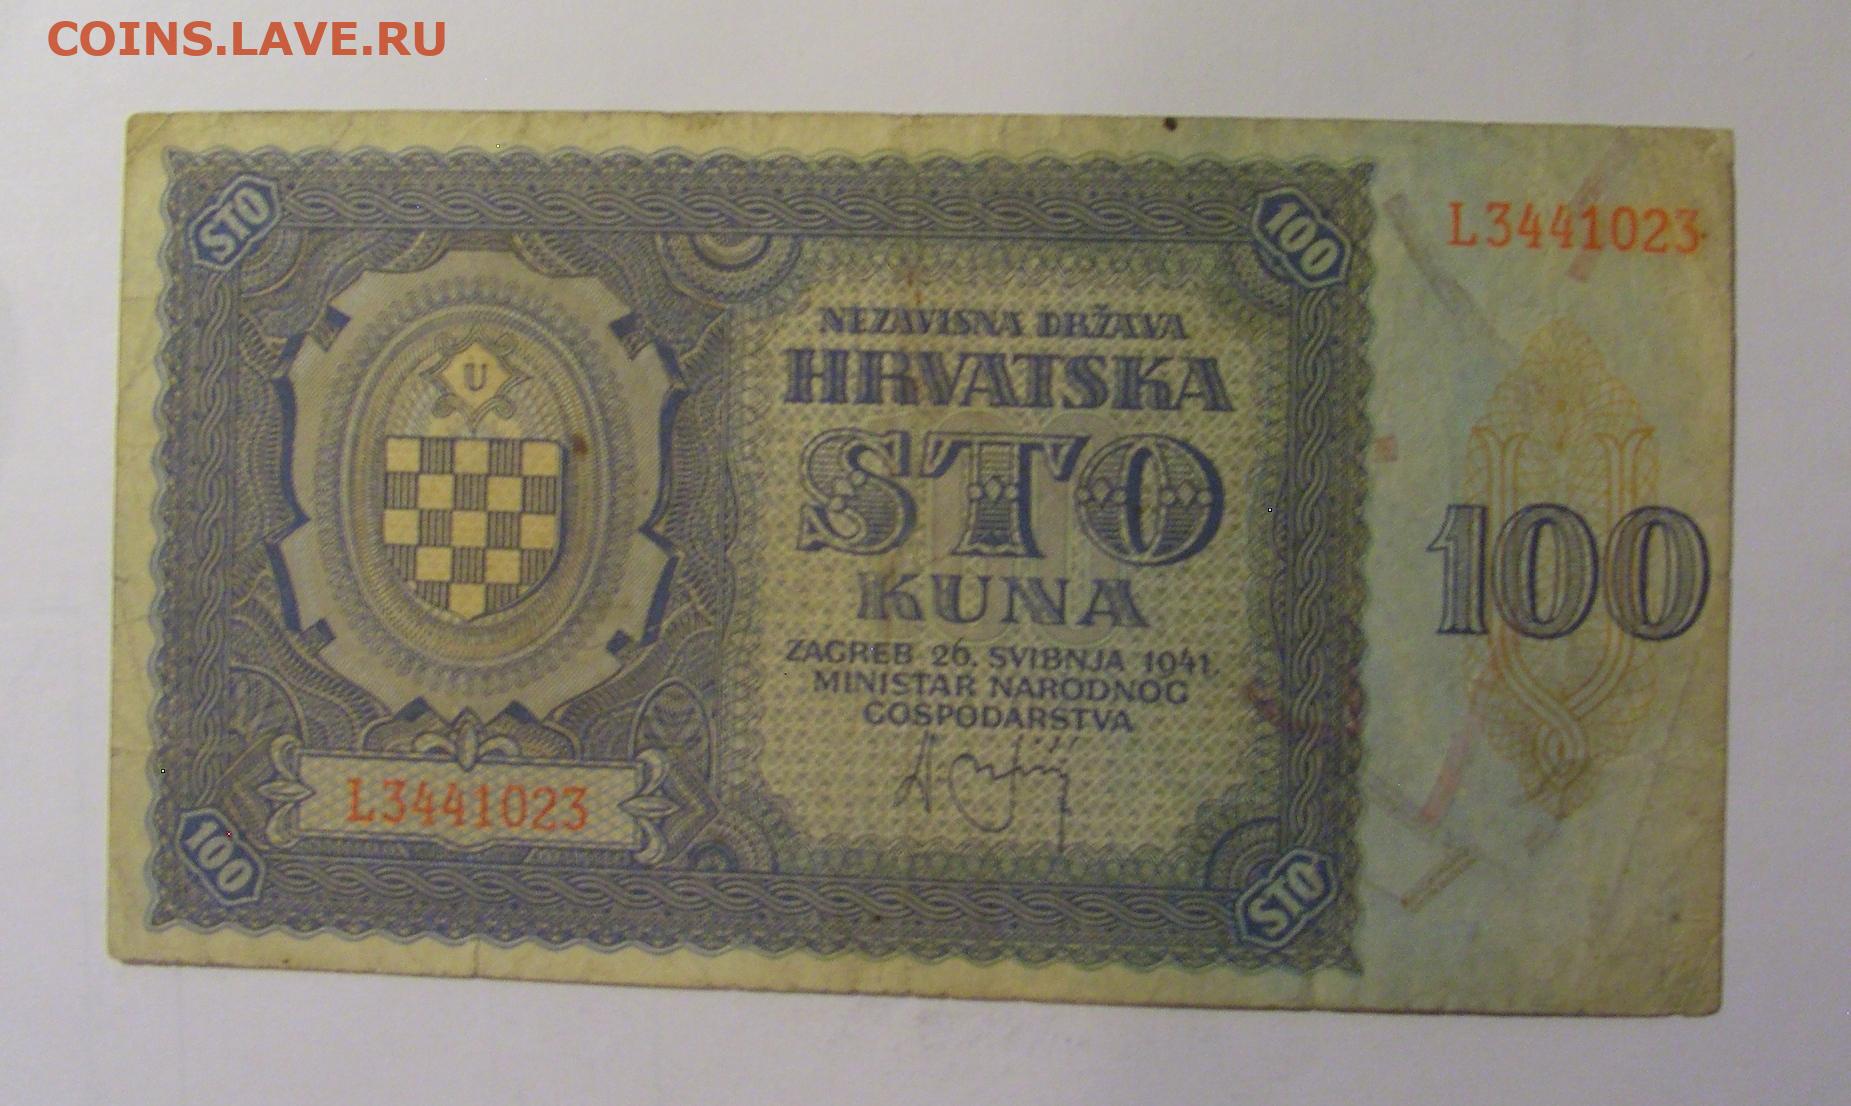 COINS.LAVE.RU
STO
100
L3441023
NEZAVISNA DRŽAVA
HRVATSKA
U
STO
100
KUNA
ZAGREB 26. SVIBNJA 1941.
MINISTAR NARODNOG
GOSPODARSTVA
L3441023
100
STO